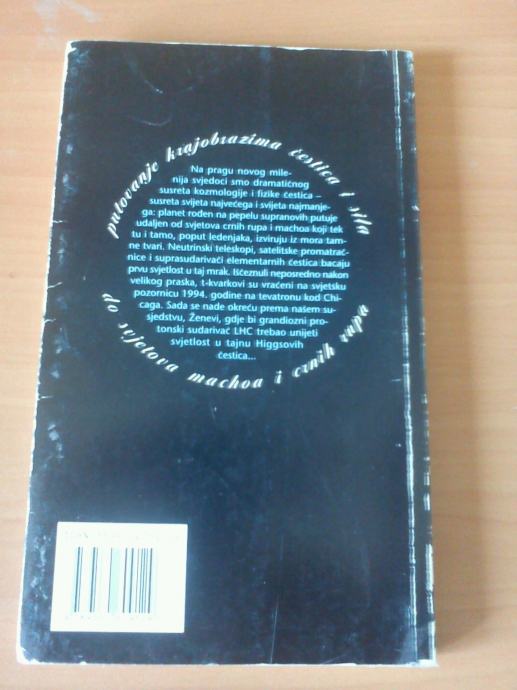 putovanje krajobrazima čestica i sila
Na pragu novog mile-
nija svjedoci smo dramatičnog
susreta kozmologije i fizike čestica –
susreta svijeta najvećega i svijeta najmanje-
ga: planet rođen na pepelu supranovih putuje
udaljen od svjetova crnih rupa i machoa koji tek
tu i tamo, poput ledenjaka, izviruju iz mora tam-
ne tvari. Neutrinski teleskopi, satelitske promatrač-
nice i suprasudarivači elementarnih čestica bacaju
prvu svjetlost u taj mrak. Iščeznuli neposredno nakon
velikog praska, t-kvarkovi su vraćeni na svjetsku
pozornicu 1994. godine na tevatronu kod Chi-
caga. Sada se nade okreću prema našem su-
sjedstvu, Ženevi, gdje bi grandiozni pro-
tonski sudarivač LHC trebao unijeti
svjetlost u tajnu Higgsovih
čestica...
do svjetova machoa i crnih rupa